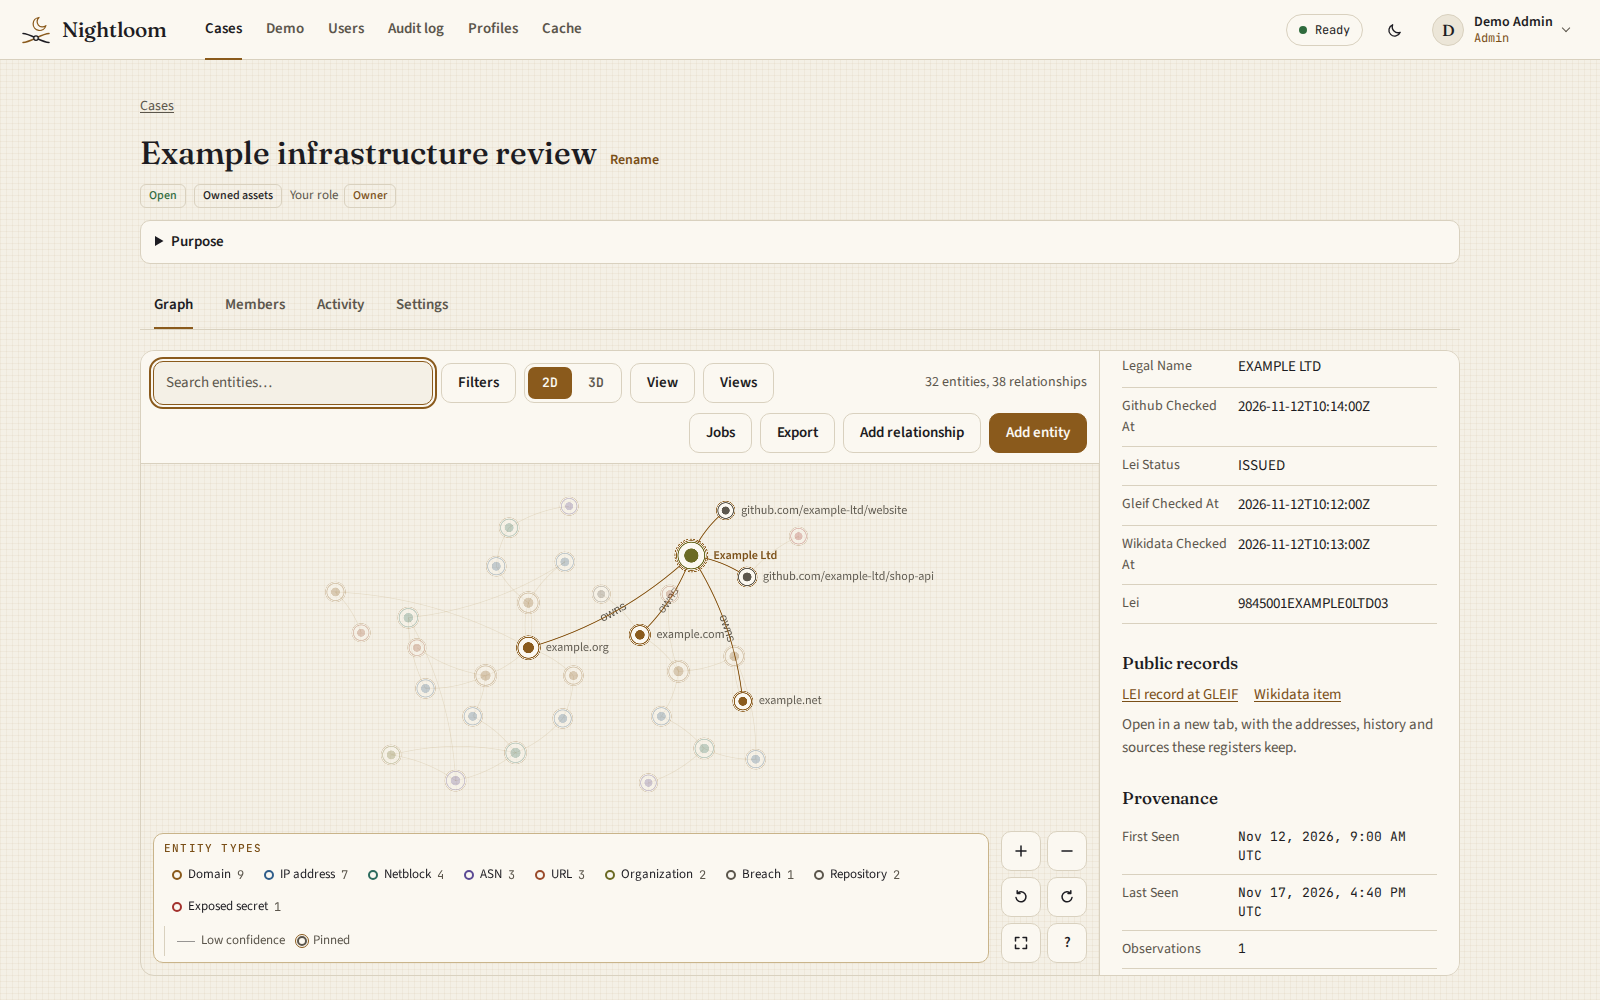 Nightloom
Cases Demo Users Audit log Profiles Cache
Ready
D
Demo Admin
Admin
Cases
Example infrastructure review Rename
Open Owned assets Your role Owner
Purpose
Graph Members Activity Settings
Search entities…
Filters 2D 3D View Views
32 entities, 38 relationships
Jobs Export Add relationship Add entity
github.com/example-ltd/website
Example Ltd
github.com/example-ltd/shop-api
owns
owns
owns
example.com
example.org
example.net
ENTITY TYPES
Domain 9 IP address 7 Netblock 4 ASN 3 URL 3 Organization 2 Breach 1 Repository 2
Exposed secret 1
Low confidence Pinned
+ −
?
Legal Name EXAMPLE LTD
Github Checked At 2026-11-12T10:14:00Z
Lei Status ISSUED
Gleif Checked At 2026-11-12T10:12:00Z
Wikidata Checked At 2026-11-12T10:13:00Z
Lei 9845001EXAMPLE0LTD03
Public records
LEI record at GLEIF Wikidata item
Open in a new tab, with the addresses, history and
sources these registers keep.
Provenance
First Seen Nov 12, 2026, 9:00 AM
UTC
Last Seen Nov 17, 2026, 4:40 PM
UTC
Observations 1